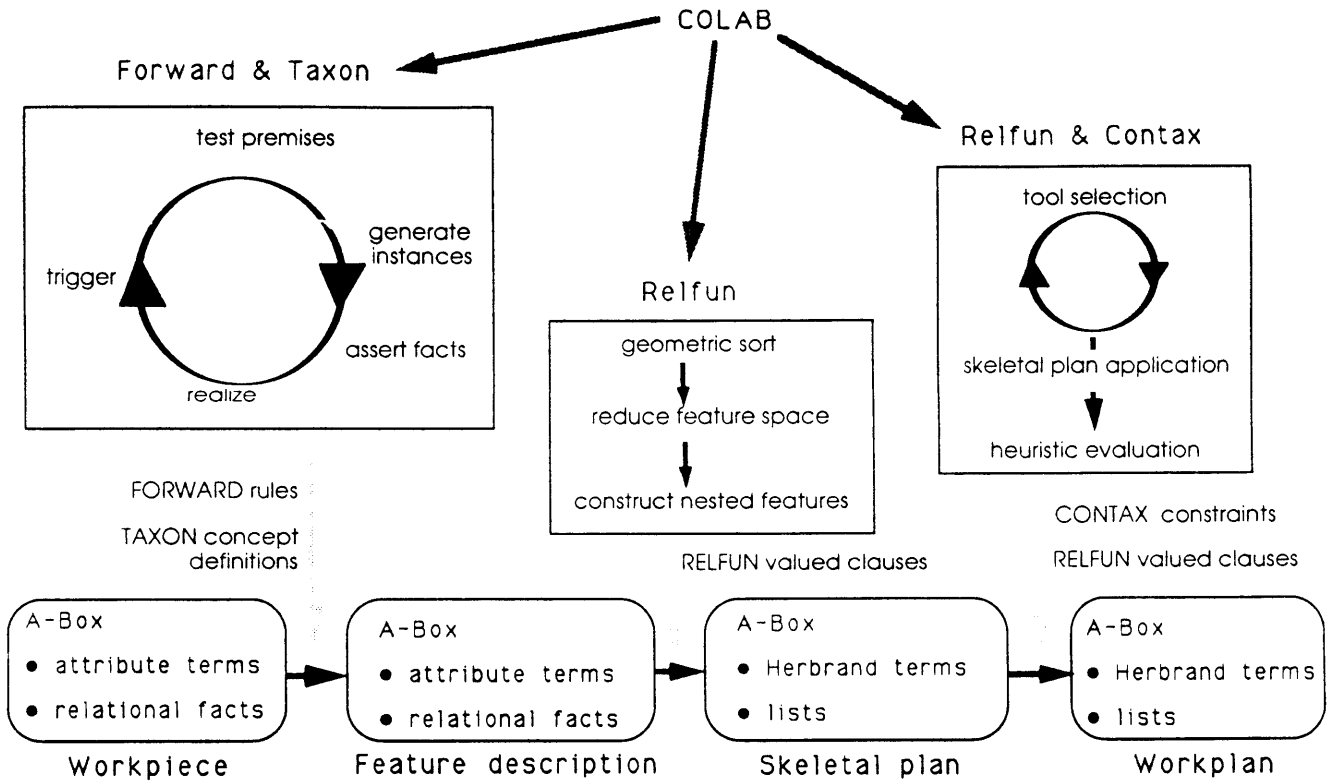 COLAB
Forward & Taxon
test premises
generate
instances
trigger
assert facts
realize
Relfun
geometric sort
reduce feature space
construct nested features
Relfun & Contax
tool selection
skeletal plan application
heuristic evaluation
FORWARD rules
TAXON concept
definitions
RELFUN valued clauses
CONTAX constraints
RELFUN valued clauses
A-Box
● attribute terms
● relational facts
Workpiece
A-Box
● attribute terms
● relational facts
Feature description
A-Box
● Herbrand terms
● lists
Skeletal plan
A-Box
● Herbrand terms
● lists
Workplan